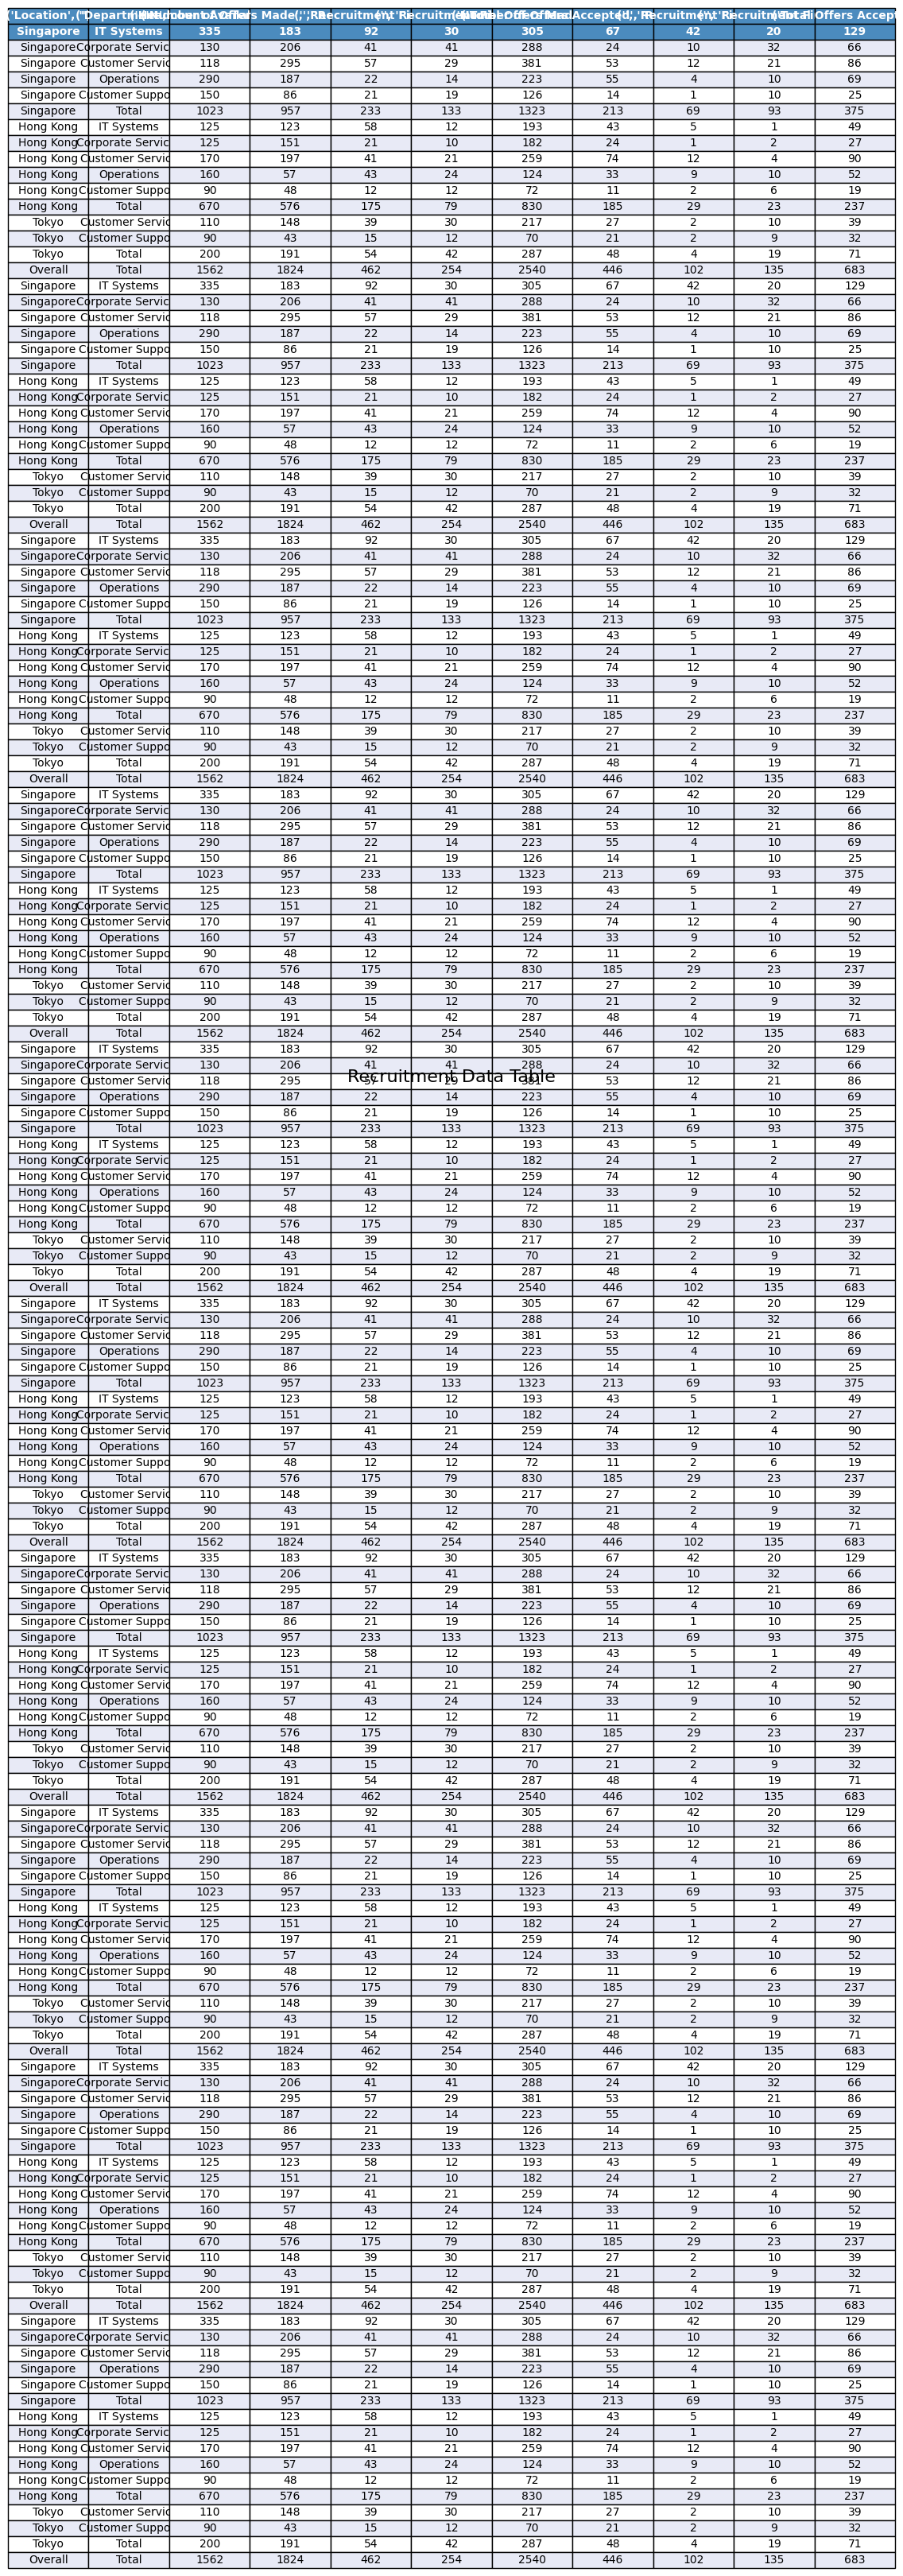 'Location', ("Department
Singapore IT Systems 335 183 92 30 305 67 42 20 129
Singapore Corporate Servic 130 206 41 41 288 24 10 32 66
Singapore Customer Servic 118 295 57 29 381 53 12 21 86
Singapore Operations 290 187 22 14 223 55 4 10 69
Singapore Customer Suppo 150 86 21 19 126 14 1 10 25
Singapore Total 1023 957 233 133 1323 213 69 93 375
Hong Kong IT Systems 125 123 58 12 193 43 5 1 49
Hong Kong Corporate Servic 125 151 21 10 182 24 1 2 27
Hong Kong Customer Servic 170 197 41 21 259 74 12 4 90
Hong Kong Operations 160 57 43 24 124 33 9 10 52
Hong Kong Customer Suppo 90 48 12 12 72 11 2 6 19
Hong Kong Total 670 576 175 79 830 185 29 23 237
Tokyo Customer Servic 110 148 39 30 217 27 2 10 39
Tokyo Customer Suppo 90 43 15 12 70 21 2 9 32
Tokyo Total 200 191 54 42 287 48 4 19 71
Overall Total 1562 1824 462 254 2540 446 102 135 683
Singapore IT Systems 335 183 92 30 305 67 42 20 129
Singapore Corporate Servic 130 206 41 41 288 24 10 32 66
Singapore Customer Servic 118 295 57 29 381 53 12 21 86
Singapore Operations 290 187 22 14 223 55 4 10 69
Singapore Customer Suppo 150 86 21 19 126 14 1 10 25
Singapore Total 1023 957 233 133 1323 213 69 93 375
Hong Kong IT Systems 125 123 58 12 193 43 5 1 49
Hong Kong Corporate Servic 125 151 21 10 182 24 1 2 27
Hong Kong Customer Servic 170 197 41 21 259 74 12 4 90
Hong Kong Operations 160 57 43 24 124 33 9 10 52
Hong Kong Customer Suppo 90 48 12 12 72 11 2 6 19
Hong Kong Total 670 576 175 79 830 185 29 23 237
Tokyo Customer Servic 110 148 39 30 217 27 2 10 39
Tokyo Customer Suppo 90 43 15 12 70 21 2 9 32
Tokyo Total 200 191 54 42 287 48 4 19 71
Overall Total 1562 1824 462 254 2540 446 102 135 683
Singapore IT Systems 335 183 92 30 305 67 42 20 129
Singapore Corporate Servic 130 206 41 41 288 24 10 32 66
Singapore Customer Servic 118 295 57 29 381 53 12 21 86
Singapore Operations 290 187 22 14 223 55 4 10 69
Singapore Customer Suppo 150 86 21 19 126 14 1 10 25
Singapore Total 1023 957 233 133 1323 213 69 93 375
Hong Kong IT Systems 125 123 58 12 193 43 5 1 49
Hong Kong Corporate Servic 125 151 21 10 182 24 1 2 27
Hong Kong Customer Servic 170 197 41 21 259 74 12 4 90
Hong Kong Operations 160 57 43 24 124 33 9 10 52
Hong Kong Customer Suppo 90 48 12 12 72 11 2 6 19
Hong Kong Total 670 576 175 79 830 185 29 23 237
Tokyo Customer Servic 110 148 39 30 217 27 2 10 39
Tokyo Customer Suppo 90 43 15 12 70 21 2 9 32
Tokyo Total 200 191 54 42 287 48 4 19 71
Overall Total 1562 1824 462 254 2540 446 102 135 683
Singapore IT Systems 335 183 92 30 305 67 42 20 129
Singapore Corporate Servic 130 206 41 41 288 24 10 32 66
Singapore Customer Servic 118 295 57 29 381 53 12 21 86
Singapore Operations 290 187 22 14 223 55 4 10 69
Singapore Customer Suppo 150 86 21 19 126 14 1 10 25
Singapore Total 1023 957 233 133 1323 213 69 93 375
Hong Kong IT Systems 125 123 58 12 193 43 5 1 49
Hong Kong Corporate Servic 125 151 21 10 182 24 1 2 27
Hong Kong Customer Servic 170 197 41 21 259 74 12 4 90
Hong Kong Operations 160 57 43 24 124 33 9 10 52
Hong Kong Customer Suppo 90 48 12 12 72 11 2 6 19
Hong Kong Total 670 576 175 79 830 185 29 23 237
Tokyo Customer Servic 110 148 39 30 217 27 2 10 39
Tokyo Customer Suppo 90 43 15 12 70 21 2 9 32
Tokyo Total 200 191 54 42 287 48 4 19 71
Overall Total 1562 1824 462 254 2540 446 102 135 683
Singapore IT Systems 335 183 92 30 305 67 42 20 129
Singapore Corporate Servic 130 206 41 41 288 24 10 32 66
Recruitment Data Table
Singapore Customer Servic 118 295 57 29 381 53 12 21 86
Singapore Operations 290 187 22 14 223 55 4 10 69
Singapore Customer Suppo 150 86 21 19 126 14 1 10 25
Singapore Total 1023 957 233 133 1323 213 69 93 375
Hong Kong IT Systems 125 123 58 12 193 43 5 1 49
Hong Kong Corporate Servic 125 151 21 10 182 24 1 2 27
Hong Kong Customer Servic 170 197 41 21 259 74 12 4 90
Hong Kong Operations 160 57 43 24 124 33 9 10 52
Hong Kong Customer Suppo 90 48 12 12 72 11 2 6 19
Hong Kong Total 670 576 175 79 830 185 29 23 237
Tokyo Customer Servic 110 148 39 30 217 27 2 10 39
Tokyo Customer Suppo 90 43 15 12 70 21 2 9 32
Tokyo Total 200 191 54 42 287 48 4 19 71
Overall Total 1562 1824 462 254 2540 446 102 135 683
Singapore IT Systems 335 183 92 30 305 67 42 20 129
Singapore Corporate Servic 130 206 41 41 288 24 10 32 66
Singapore Customer Servic 118 295 57 29 381 53 12 21 86
Singapore Operations 290 187 22 14 223 55 4 10 69
Singapore Customer Suppo 150 86 21 19 126 14 1 10 25
Singapore Total 1023 957 233 133 1323 213 69 93 375
Hong Kong IT Systems 125 123 58 12 193 43 5 1 49
Hong Kong Corporate Servic 125 151 21 10 182 24 1 2 27
Hong Kong Customer Servic 170 197 41 21 259 74 12 4 90
Hong Kong Operations 160 57 43 24 124 33 9 10 52
Hong Kong Customer Suppo 90 48 12 12 72 11 2 6 19
Hong Kong Total 670 576 175 79 830 185 29 23 237
Tokyo Customer Servic 110 148 39 30 217 27 2 10 39
Tokyo Customer Suppo 90 43 15 12 70 21 2 9 32
Tokyo Total 200 191 54 42 287 48 4 19 71
Overall Total 1562 1824 462 254 2540 446 102 135 683
Singapore IT Systems 335 183 92 30 305 67 42 20 129
Singapore Corporate Servic 130 206 41 41 288 24 10 32 66
Singapore Customer Servic 118 295 57 29 381 53 12 21 86
Singapore Operations 290 187 22 14 223 55 4 10 69
Singapore Customer Suppo 150 86 21 19 126 14 1 10 25
Singapore Total 1023 957 233 133 1323 213 69 93 375
Hong Kong IT Systems 125 123 58 12 193 43 5 1 49
Hong Kong Corporate Servic 125 151 21 10 182 24 1 2 27
Hong Kong Customer Servic 170 197 41 21 259 74 12 4 90
Hong Kong Operations 160 57 43 24 124 33 9 10 52
Hong Kong Customer Suppo 90 48 12 12 72 11 2 6 19
Hong Kong Total 670 576 175 79 830 185 29 23 237
Tokyo Customer Servic 110 148 39 30 217 27 2 10 39
Tokyo Customer Suppo 90 43 15 12 70 21 2 9 32
Tokyo Total 200 191 54 42 287 48 4 19 71
Overall Total 1562 1824 462 254 2540 446 102 135 683
Singapore IT Systems 335 183 92 30 305 67 42 20 129
Singapore Corporate Servic 130 206 41 41 288 24 10 32 66
Singapore Customer Servic 118 295 57 29 381 53 12 21 86
Singapore Operations 290 187 22 14 223 55 4 10 69
Singapore Customer Suppo 150 86 21 19 126 14 1 10 25
Singapore Total 1023 957 233 133 1323 213 69 93 375
Hong Kong IT Systems 125 123 58 12 193 43 5 1 49
Hong Kong Corporate Servic 125 151 21 10 182 24 1 2 27
Hong Kong Customer Servic 170 197 41 21 259 74 12 4 90
Hong Kong Operations 160 57 43 24 124 33 9 10 52
Hong Kong Customer Suppo 90 48 12 12 72 11 2 6 19
Hong Kong Total 670 576 175 79 830 185 29 23 237
Tokyo Customer Servic 110 148 39 30 217 27 2 10 39
Tokyo Customer Suppo 90 43 15 12 70 21 2 9 32
Tokyo Total 200 191 54 42 287 48 4 19 71
Overall Total 1562 1824 462 254 2540 446 102 135 683
Singapore IT Systems 335 183 92 30 305 67 42 20 129
Singapore Corporate Servic 130 206 41 41 288 24 10 32 66
Singapore Customer Servic 118 295 57 29 381 53 12 21 86
Singapore Operations 290 187 22 14 223 55 4 10 69
Singapore Customer Suppo 150 86 21 19 126 14 1 10 25
Singapore Total 1023 957 233 133 1323 213 69 93 375
Hong Kong IT Systems 125 123 58 12 193 43 5 1 49
Hong Kong Corporate Servic 125 151 21 10 182 24 1 2 27
Hong Kong Customer Servic 170 197 41 21 259 74 12 4 90
Hong Kong Operations 160 57 43 24 124 33 9 10 52
Hong Kong Customer Suppo 90 48 12 12 72 11 2 6 19
Hong Kong Total 670 576 175 79 830 185 29 23 237
Tokyo Customer Servic 110 148 39 30 217 27 2 10 39
Tokyo Customer Suppo 90 43 15 12 70 21 2 9 32
Tokyo Total 200 191 54 42 287 48 4 19 71
Overall Total 1562 1824 462 254 2540 446 102 135 683
Singapore IT Systems 335 183 92 30 305 67 42 20 129
Singapore Corporate Servic 130 206 41 41 288 24 10 32 66
Singapore Customer Servic 118 295 57 29 381 53 12 21 86
Singapore Operations 290 187 22 14 223 55 4 10 69
Singapore Customer Suppo 150 86 21 19 126 14 1 10 25
Singapore Total 1023 957 233 133 1323 213 69 93 375
Hong Kong IT Systems 125 123 58 12 193 43 5 1 49
Hong Kong Corporate Servic 125 151 21 10 182 24 1 2 27
Hong Kong Customer Servic 170 197 41 21 259 74 12 4 90
Hong Kong Operations 160 57 43 24 124 33 9 10 52
Hong Kong Customer Suppo 90 48 12 12 72 11 2 6 19
Hong Kong Total 670 576 175 79 830 185 29 23 237
Tokyo Customer Servic 110 148 39 30 217 27 2 10 39
Tokyo Customer Suppo 90 43 15 12 70 21 2 9 32
Tokyo Total 200 191 54 42 287 48 4 19 71
Overall Total 1562 1824 462 254 2540 446 102 135 683